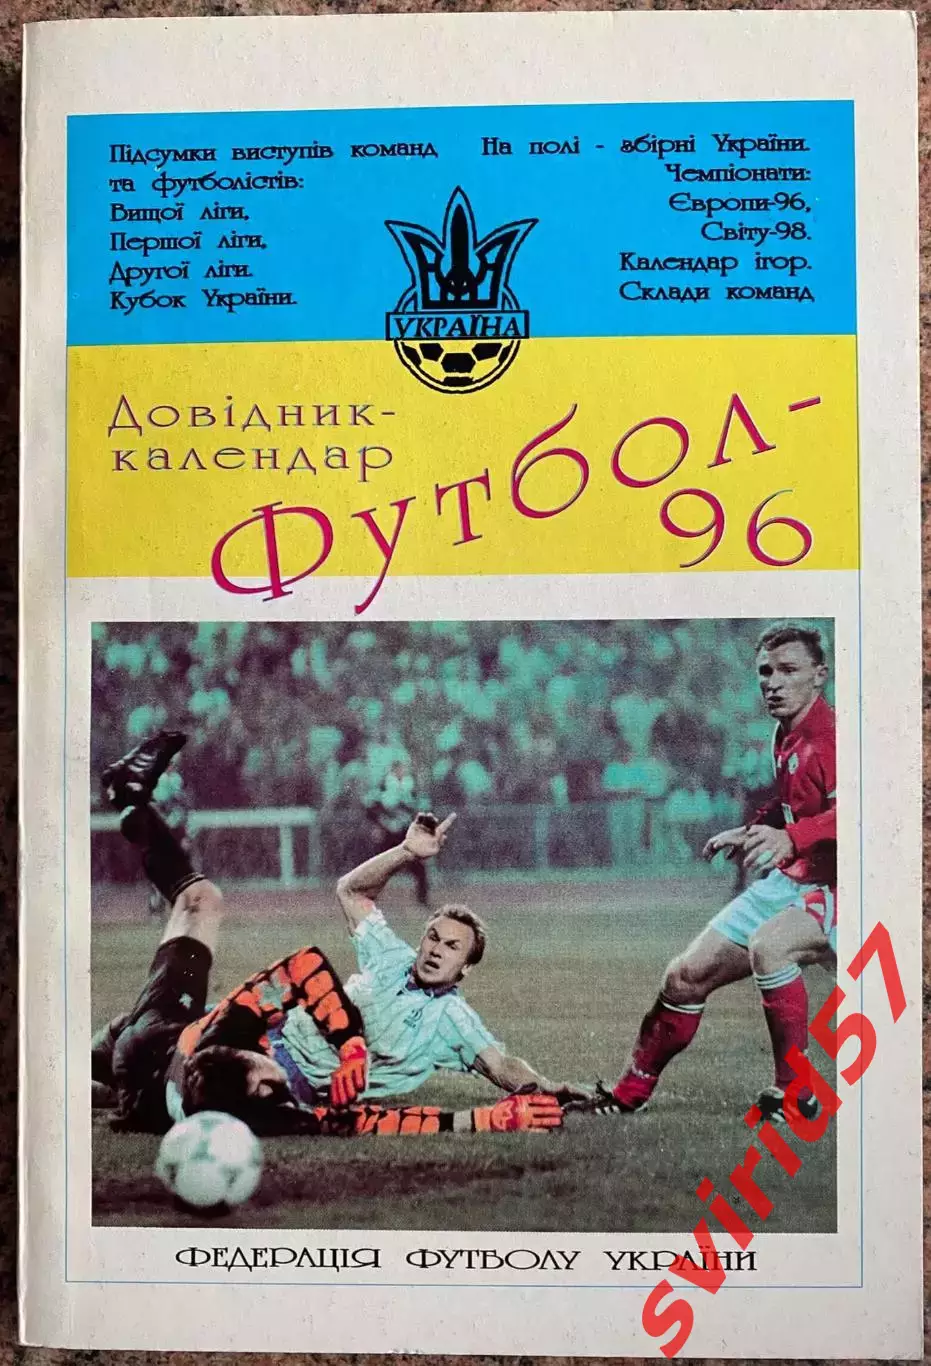 Підсумки виступів команд
та футболістів:
Вищої ліги,
Першої ліги,
Другої ліги.
Кубок України.
На полі - збірні України.
Чемпіонати:
Європи-96,
Світу-98.
Календар ігор.
Склади команд
УКРАЇНА
Довідник-
календар
Футбол-
96
ФЕДЕРАЦІЯ ФУТБОЛУ УКРАЇНИ
svirid57